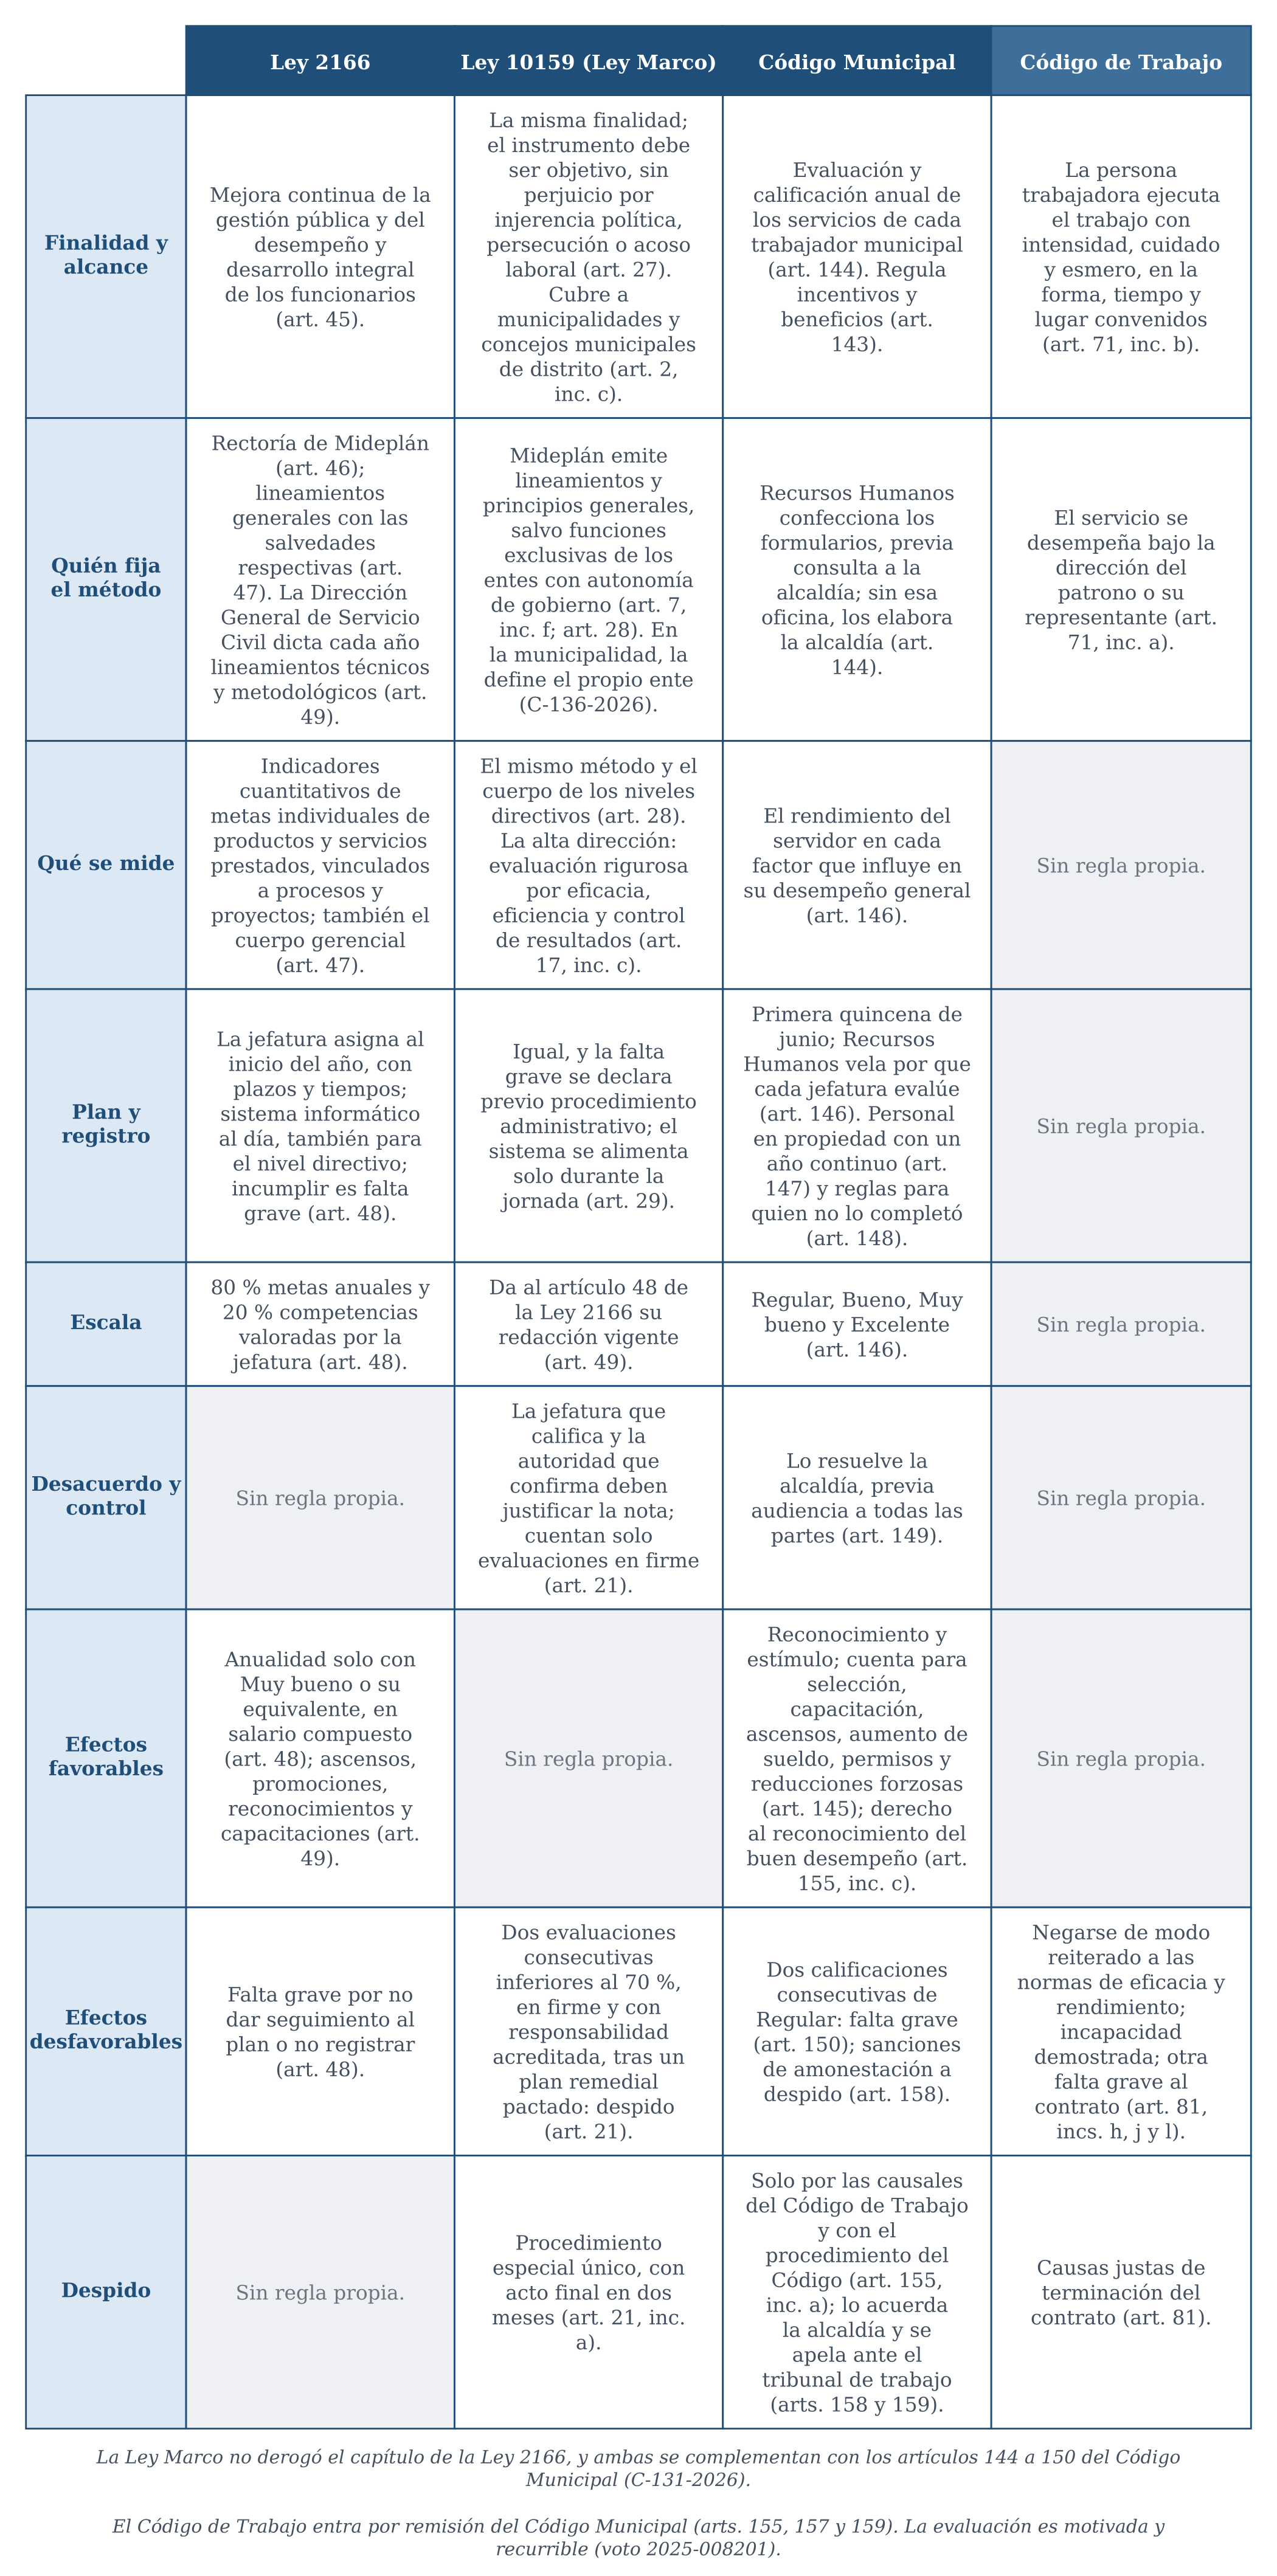 Ley 2166
Ley 10159 (Ley Marco)
Código Municipal
Código de Trabajo
Finalidad y
alcance
Mejora continua de la
gestión pública y del
desempeño y
desarrollo integral
de los funcionarios
(art. 45).
La misma finalidad;
el instrumento debe
ser objetivo, sin
perjuicio por
injerencia política,
persecución o acoso
laboral (art. 27).
Cubre a
municipalidades y
concejos municipales
de distrito (art. 2,
inc. c).
Evaluación y
calificación anual de
los servicios de cada
trabajador municipal
(art. 144). Regula
incentivos y
beneficios (art.
143).
La persona
trabajadora ejecuta
el trabajo con
intensidad, cuidado
y esmero, en la
forma, tiempo y
lugar convenidos
(art. 71, inc. b).
Quién fija
el método
Rectoría de Mideplán
(art. 46);
lineamientos
generales con las
salvedades
respectivas (art.
47). La Dirección
General de Servicio
Civil dicta cada año
lineamientos técnicos
y metodológicos (art.
49).
Mideplán emite
lineamientos y
principios generales,
salvo funciones
exclusivas de los
entes con autonomía
de gobierno (art. 7,
inc. f; art. 28). En
la municipalidad, la
define el propio ente
(C-136-2026).
Recursos Humanos
confecciona los
formularios, previa
consulta a la
alcaldía; sin esa
oficina, los elabora
la alcaldía (art.
144).
El servicio se
desempeña bajo la
dirección del
patrono o su
representante (art.
71, inc. a).
Qué se mide
Indicadores
cuantitativos de
metas individuales de
productos y servicios
prestados, vinculados
a procesos y
proyectos; también el
cuerpo gerencial
(art. 47).
El mismo método y el
cuerpo de los niveles
directivos (art. 28).
La alta dirección:
evaluación rigurosa
por eficacia,
eficiencia y control
de resultados (art.
17, inc. c).
El rendimiento del
servidor en cada
factor que influye en
su desempeño general
(art. 146).
Sin regla propia.
Plan y
registro
La jefatura asigna al
inicio del año, con
plazos y tiempos;
sistema informático
al día, también para
el nivel directivo;
incumplir es falta
grave (art. 48).
Igual, y la falta
grave se declara
previo procedimiento
administrativo; el
sistema se alimenta
solo durante la
jornada (art. 29).
Primera quincena de
junio; Recursos
Humanos vela por que
cada jefatura evalúe
(art. 146). Personal
en propiedad con un
año continuo (art.
147) y reglas para
quien no lo completó
(art. 148).
Sin regla propia.
Escala
80 % metas anuales y
20 % competencias
valoradas por la
jefatura (art. 48).
Da al artículo 48 de
la Ley 2166 su
redacción vigente
(art. 49).
Regular, Bueno, Muy
bueno y Excelente
(art. 146).
Sin regla propia.
Desacuerdo y
control
Sin regla propia.
La jefatura que
califica y la
autoridad que
confirma deben
justificar la nota;
cuentan solo
evaluaciones en firme
(art. 21).
Lo resuelve la
alcaldía, previa
audiencia a todas las
partes (art. 149).
Sin regla propia.
Efectos
favorables
Anualidad solo con
Muy bueno o su
equivalente, en
salario compuesto
(art. 48); ascensos,
promociones,
reconocimientos y
capacitaciones (art.
49).
Sin regla propia.
Reconocimiento y
estímulo; cuenta para
selección,
capacitación,
ascensos, aumento de
sueldo, permisos y
reducciones forzosas
(art. 145); derecho
al reconocimiento del
buen desempeño (art.
155, inc. c).
Sin regla propia.
Efectos
desfavorables
Falta grave por no
dar seguimiento al
plan o no registrar
(art. 48).
Dos evaluaciones
consecutivas
inferiores al 70 %,
en firme y con
responsabilidad
acreditada, tras un
plan remedial
pactado: despido
(art. 21).
Dos calificaciones
consecutivas de
Regular: falta grave
(art. 150); sanciones
de amonestación a
despido (art. 158).
Negarse de modo
reiterado a las
normas de eficacia y
rendimiento;
incapacidad
demostrada; otra
falta grave al
contrato (art. 81,
incs. h, j y l).
Despido
Sin regla propia.
Procedimiento
especial único, con
acto final en dos
meses (art. 21, inc.
a).
Solo por las causales
del Código de Trabajo
y con el
procedimiento del
Código (art. 155,
inc. a); lo acuerda
la alcaldía y se
apela ante el
tribunal de trabajo
(arts. 158 y 159).
Causas justas de
terminación del
contrato (art. 81).
La Ley Marco no derogó el capítulo de la Ley 2166, y ambas se complementan con los artículos 144 a 150 del Código
Municipal (C-131-2026).
El Código de Trabajo entra por remisión del Código Municipal (arts. 155, 157 y 159). La evaluación es motivada y
recurrible (voto 2025-008201).